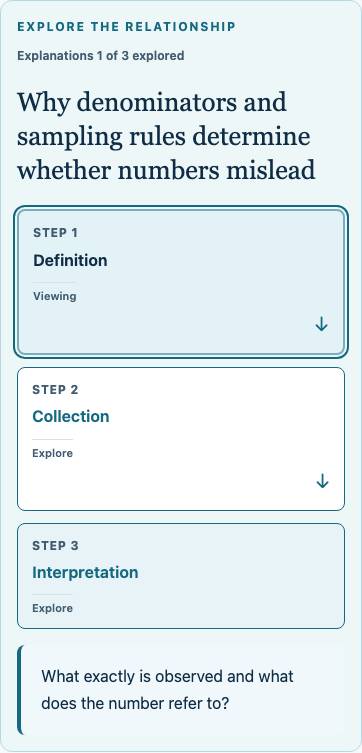 EXPLORE THE RELATIONSHIP
Explanations 1 of 3 explored
Why denominators and
sampling rules determine
whether numbers mislead
STEP 1
Definition
Viewing
↓
STEP 2
Collection
Explore
↓
STEP 3
Interpretation
Explore
What exactly is observed and what
does the number refer to?